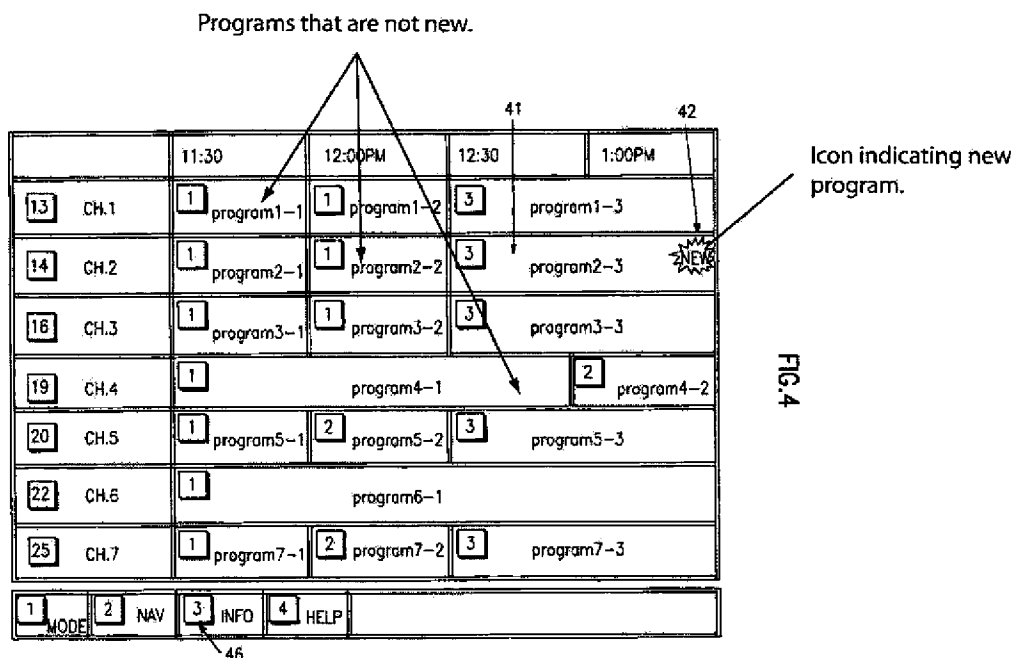 Programs that are not new.
41
42
11:30 12:00PM 12:30 1:00PM
Icon indicating new
program.
13 CH.1 1 program1-1 1 program1-2 3 program1-3
14 CH.2 1 program2-1 1 program2-2 3 program2-3 NEW
16 CH.3 1 program3-1 1 program3-2 3 program3-3
19 CH.4 1 program4-1 2 program4-2
20 CH.5 1 program5-1 2 program5-2 3 program5-3
22 CH.6 1 program6-1
25 CH.7 1 program7-1 2 program7-2 3 program7-3
1 MODE 2 NAV 3 INFO 4 HELP
46
FIG.4